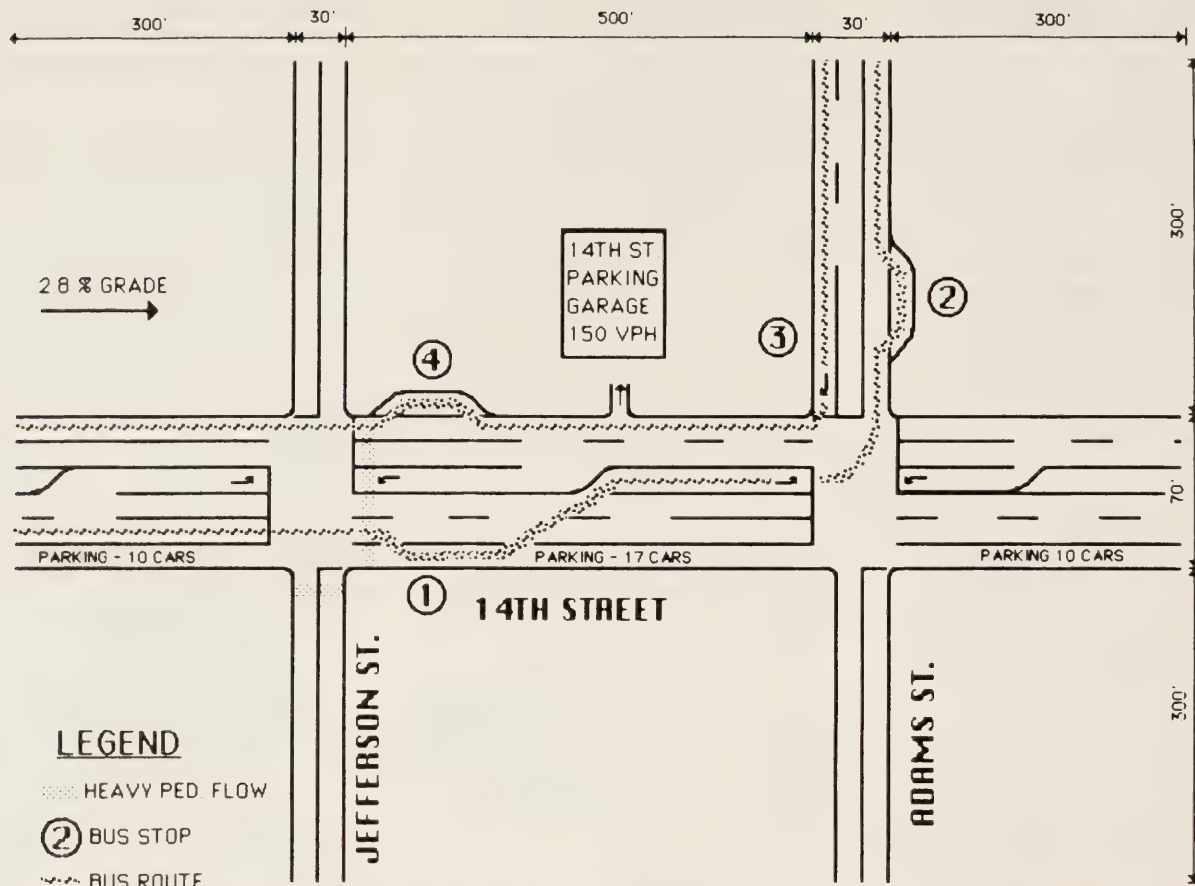 300' 30' 500' 30' 300'
28 % GRADE
14TH ST
PARKING
GARAGE
150 VPH
300'
2
3
4
70'
PARKING - 10 CARS
PARKING - 17 CARS
PARKING 10 CARS
1
14TH STREET
JEFFERSON ST.
ADAMS ST.
300'
LEGEND
HEAVY PED. FLOW
2 BUS STOP
BUS ROUTE